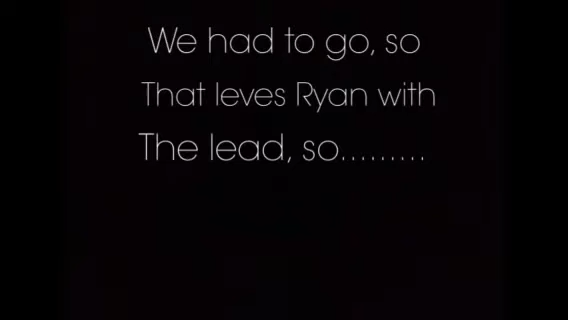 We had to go, so
That leves Ryan with
The lead, so.........